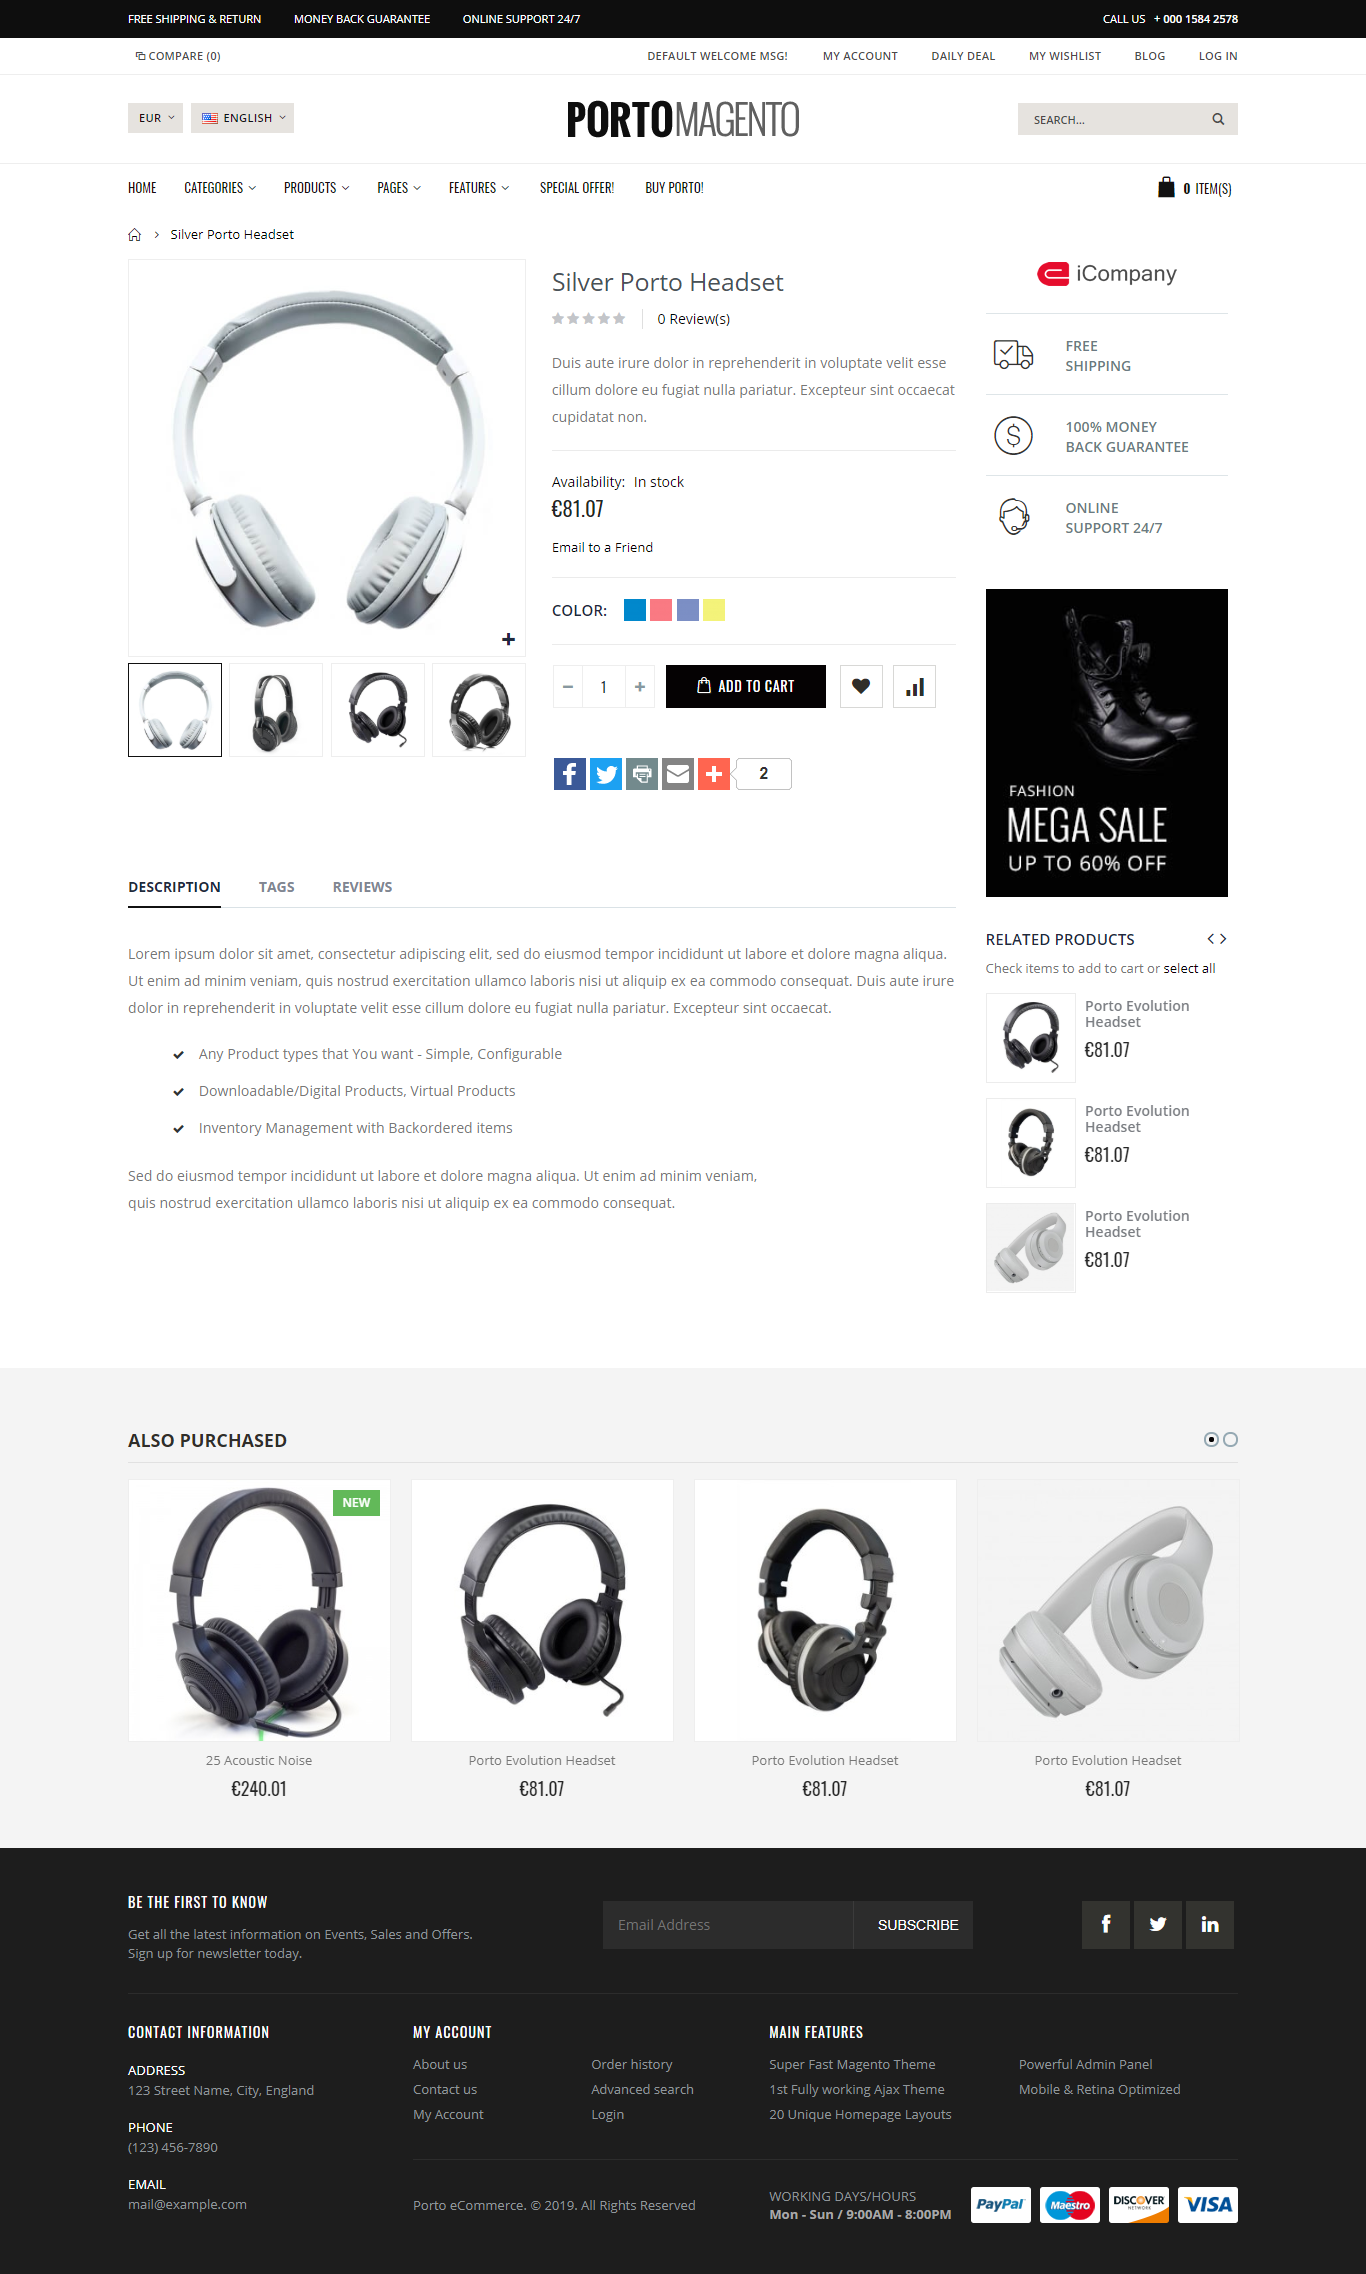 FREE SHIPPING & RETURN MONEY BACK GUARANTEE ONLINE SUPPORT 24/7 CALL US + 000 1584 2578
COMPARE (0) DEFAULT WELCOME MSG! MY ACCOUNT DAILY DEAL MY WISHLIST BLOG LOG IN
EUR ENGLISH PORTOMAGENTO SEARCH...
HOME CATEGORIES PRODUCTS PAGES FEATURES SPECIAL OFFER! BUY PORTO! 0 ITEM(S)
Silver Porto Headset
Silver Porto Headset
0 Review(s)
Duis aute irure dolor in reprehenderit in voluptate velit esse
cillum dolore eu fugiat nulla pariatur. Excepteur sint occaecat
cupidatat non.
Availability: In stock
€81.07
Email to a Friend
COLOR:
1 ADD TO CART
2
iCompany
FREE
SHIPPING
100% MONEY
BACK GUARANTEE
ONLINE
SUPPORT 24/7
FASHION
MEGA SALE
UP TO 60% OFF
DESCRIPTION TAGS REVIEWS
Lorem ipsum dolor sit amet, consectetur adipiscing elit, sed do eiusmod tempor incididunt ut labore et dolore magna aliqua.
Ut enim ad minim veniam, quis nostrud exercitation ullamco laboris nisi ut aliquip ex ea commodo consequat. Duis aute irure
dolor in reprehenderit in voluptate velit esse cillum dolore eu fugiat nulla pariatur. Excepteur sint occaecat.
Any Product types that You want - Simple, Configurable
Downloadable/Digital Products, Virtual Products
Inventory Management with Backordered items
Sed do eiusmod tempor incididunt ut labore et dolore magna aliqua. Ut enim ad minim veniam,
quis nostrud exercitation ullamco laboris nisi ut aliquip ex ea commodo consequat.
RELATED PRODUCTS
Check items to add to cart or select all
Porto Evolution
Headset
€81.07
Porto Evolution
Headset
€81.07
Porto Evolution
Headset
€81.07
ALSO PURCHASED
NEW
25 Acoustic Noise Porto Evolution Headset Porto Evolution Headset Porto Evolution Headset
€240.01 €81.07 €81.07 €81.07
BE THE FIRST TO KNOW
Get all the latest information on Events, Sales and Offers.
Sign up for newsletter today.
Email Address SUBSCRIBE
CONTACT INFORMATION
ADDRESS
123 Street Name, City, England
PHONE
(123) 456-7890
EMAIL
mail@example.com
MY ACCOUNT
About us Order history
Contact us Advanced search
My Account Login
MAIN FEATURES
Super Fast Magento Theme Powerful Admin Panel
1st Fully working Ajax Theme Mobile & Retina Optimized
20 Unique Homepage Layouts
Porto eCommerce. © 2019. All Rights Reserved
WORKING DAYS/HOURS
Mon - Sun / 9:00AM - 8:00PM
PayPal Maestro DISCOVER NETWORK VISA